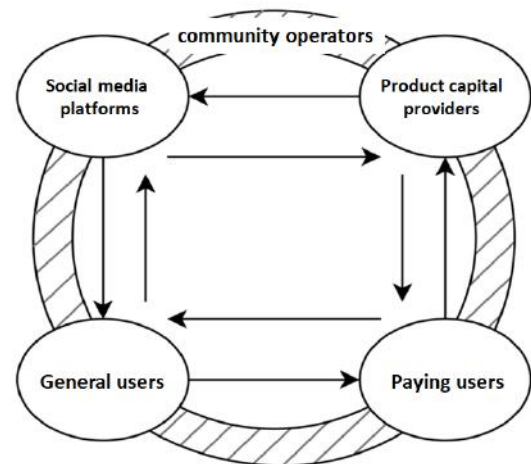 community operators
Social media
platforms
Product capital
providers
General users
Paying users